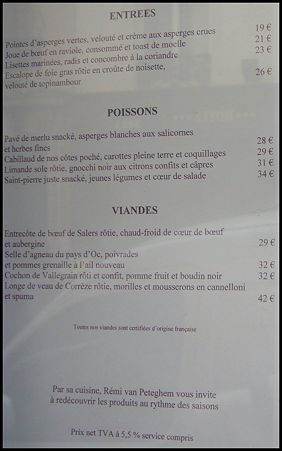 ENTREES
Pointes d'asperges vertes, velouté et crème aux asperges crues 19 €
Joue de bœuf en raviole, consommé et toast de moelle 21 €
Lisettes marinées, radis et concombre à la coriandre 23 €
Escalope de foie gras rôtie en croûte de noisette,
velouté de topinambour 26 €
POISSONS
Pavé de merlu snacké, asperges blanches aux salicornes
et herbes fines 28 €
Cabillaud de nos côtes poché, carottes pleine terre et coquillages 29 €
Limande sole rôtie, gnocchi noir aux citrons confits et câpres 31 €
Saint-pierre juste snacké, jeunes légumes et cœur de salade 34 €
VIANDES
Entrecôte de bœuf de Salers rôtie, chaud-froid de cœur de bœuf
et aubergine 29 €
Selle d'agneau du pays d'Oc, poivrades
et pommes grenaille à l'ail nouveau 32 €
Cochon de Vallegrain rôti et confit, pomme fruit et boudin noir 32 €
Longe de veau de Corrèze rôtie, morilles et mousserons en cannelloni
et spuma 42 €
Toutes nos viandes sont certifiées d'origine française
Par sa cuisine, Rémi van Peteghem vous invite
à redécouvrir les produits au rythme des saisons
Prix net TVA à 5,5 % service compris